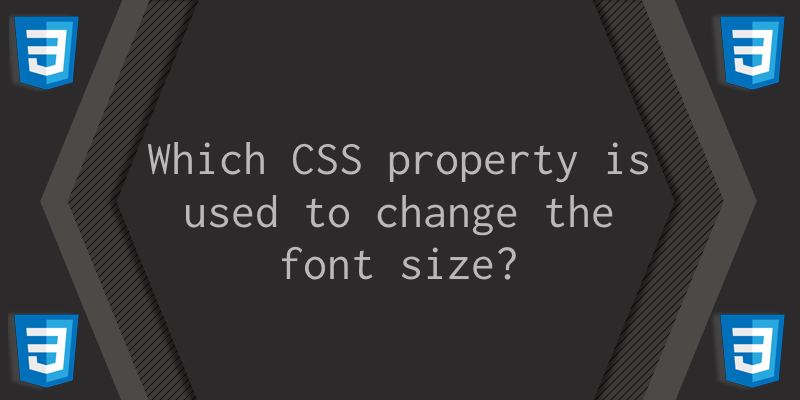 Which CSS property is
used to change the
font size?